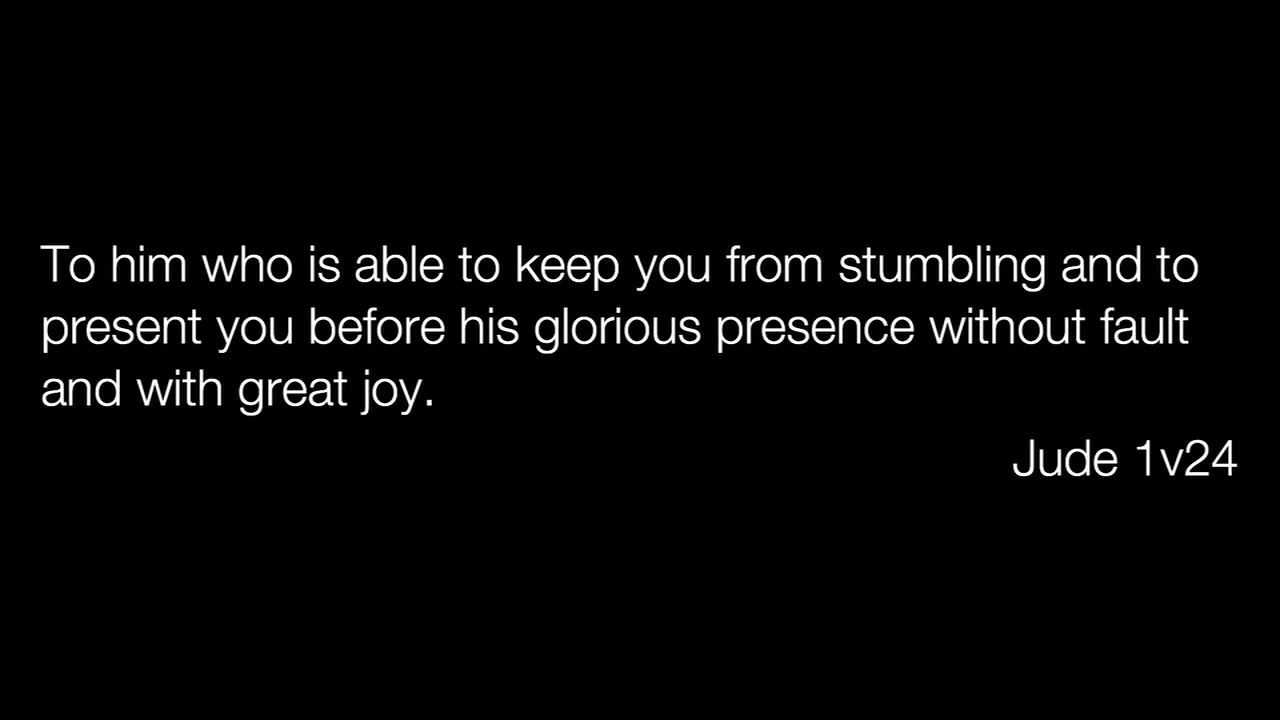 To him who is able to keep you from stumbling and to
present you before his glorious presence without fault
and with great joy.
Jude 1v24